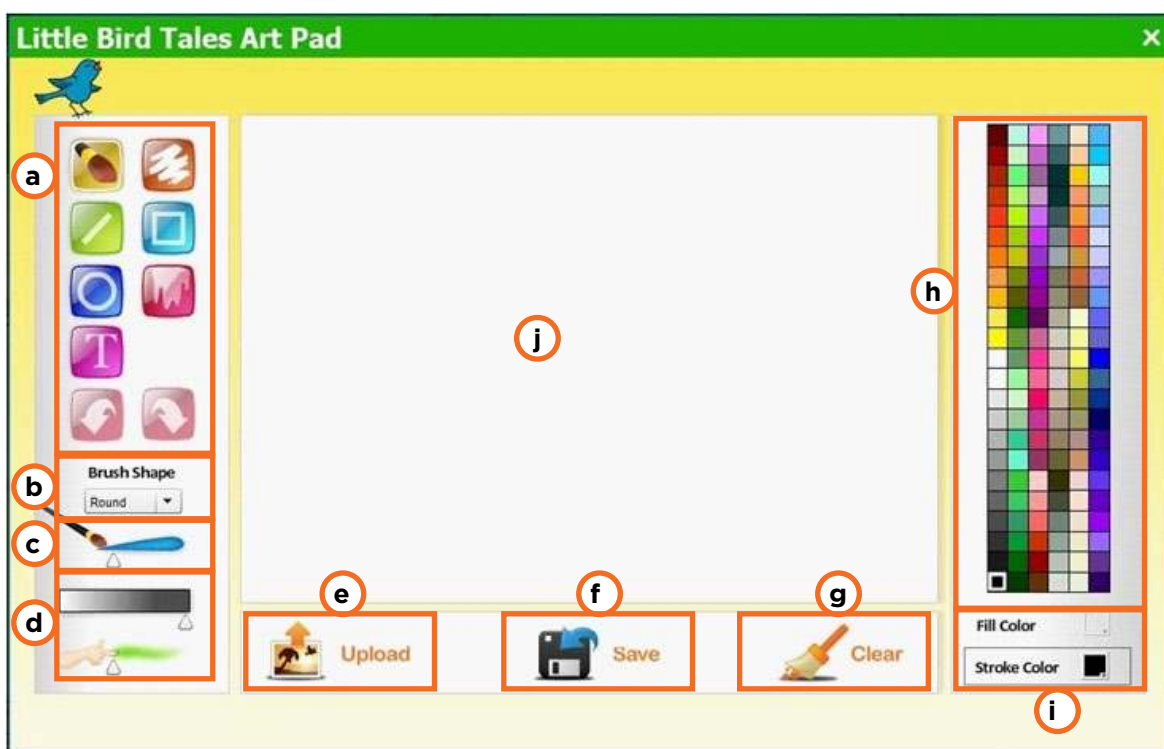 Little Bird Tales Art Pad
a
T
b
Brush Shape
Round
c
d
e
Upload
f
Save
g
Clear
h
Fill Color
Stroke Color
i
j